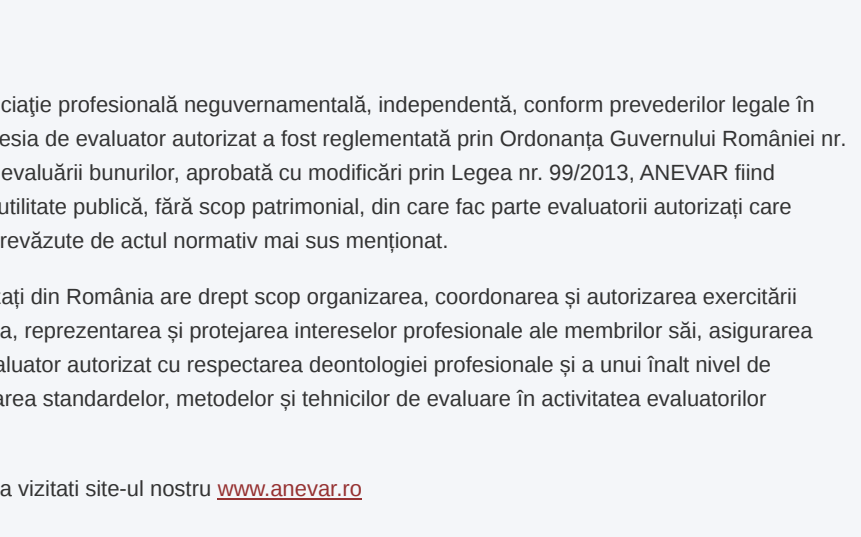 ciaţie profesională neguvernamentală, independentă, conform prevederilor legale în
esia de evaluator autorizat a fost reglementată prin Ordonanța Guvernului României nr.
evaluării bunurilor, aprobată cu modificări prin Legea nr. 99/2013, ANEVAR fiind
utilitate publică, fără scop patrimonial, din care fac parte evaluatorii autorizați care
revăzute de actul normativ mai sus menționat.
ați din România are drept scop organizarea, coordonarea și autorizarea exercitării
a, reprezentarea și protejarea intereselor profesionale ale membrilor săi, asigurarea
aluator autorizat cu respectarea deontologiei profesionale și a unui înalt nivel de
area standardelor, metodelor și tehnicilor de evaluare în activitatea evaluatorilor
a vizitati site-ul nostru www.anevar.ro